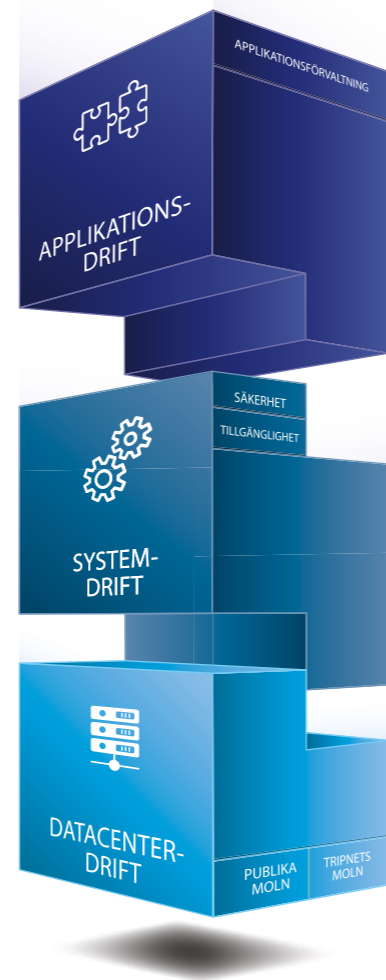 APPLIKATIONSFÖRVALTNING
APPLIKATIONS-
DRIFT
SÄKERHET
TILLGÄNGLIGHET
SYSTEM-
DRIFT
DATACENTER-
DRIFT
PUBLIKA
MOLN
TRIPNETS
MOLN